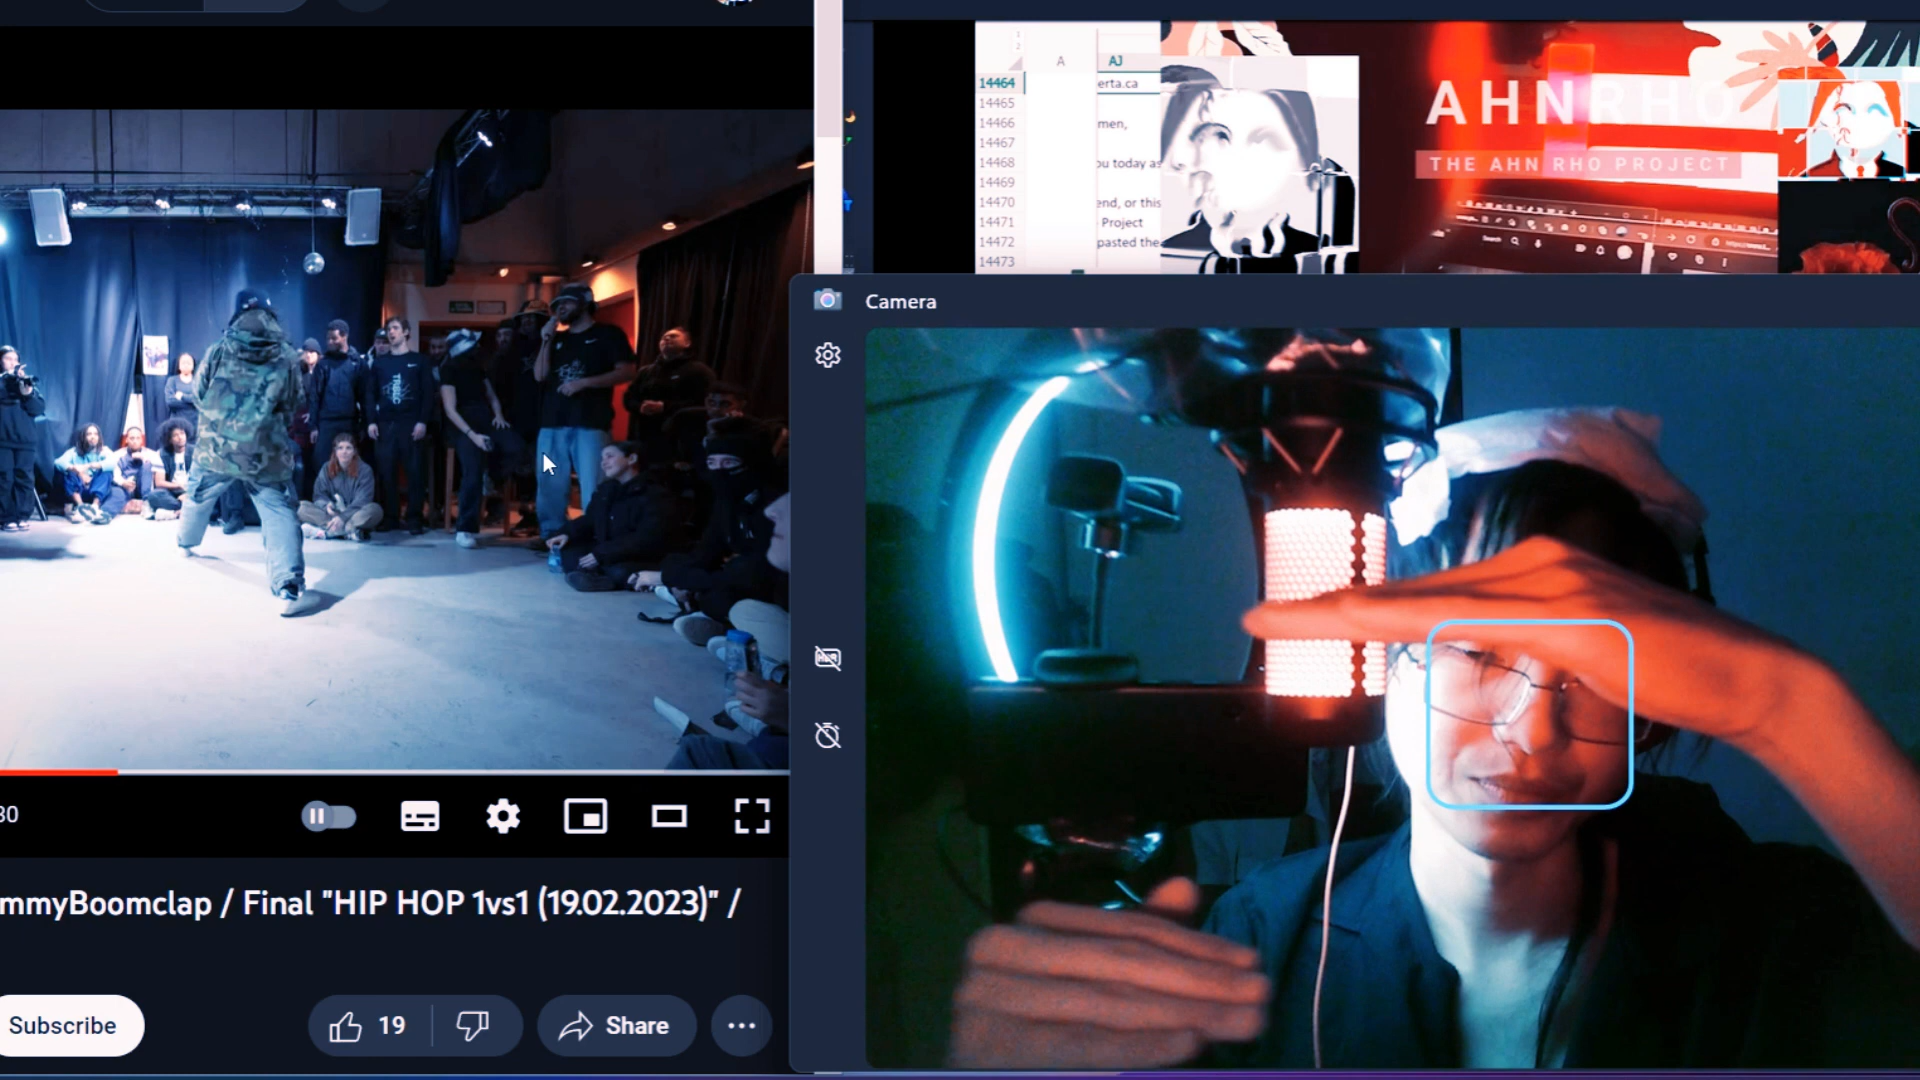 A AJ
14464 erta.ca
14465
14466 men,
14467
14468 ou today as
14469
14470 end, or this
14471 Project
14472 pasted the
14473
AHNRHO
THE AHN RHO PROJECT
Search
Camera
30
mmyBoomclap / Final "HIP HOP 1vs1 (19.02.2023)" /
Subscribe
19
Share